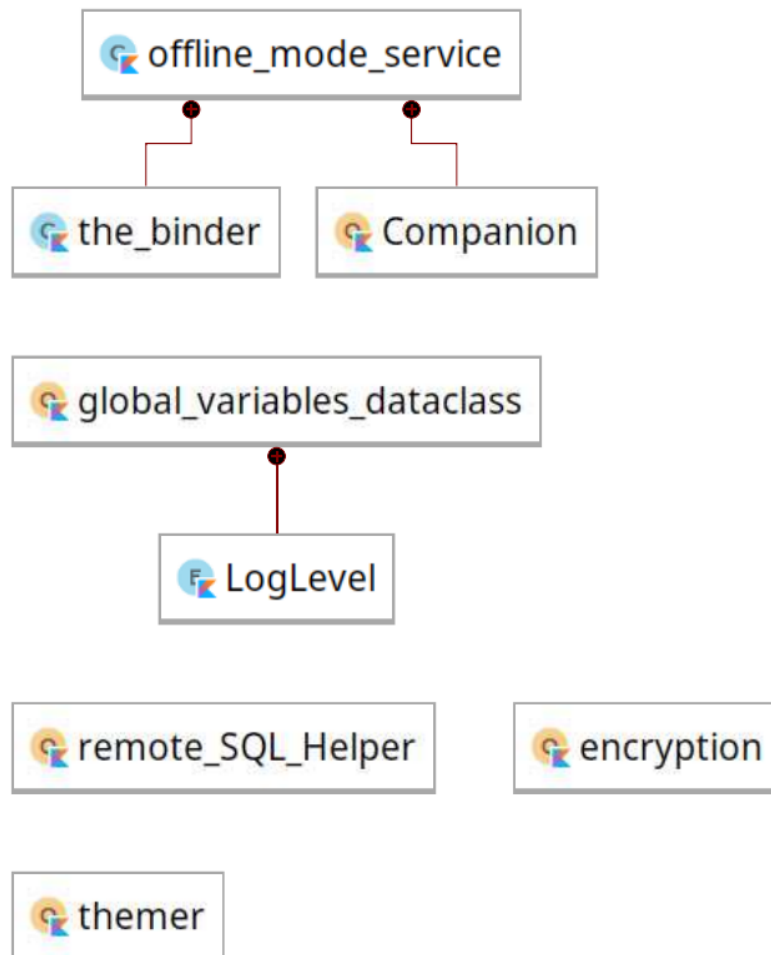 offline_mode_service
the_binder
Companion
global_variables_dataclass
LogLevel
remote_SQL_Helper
encryption
themer